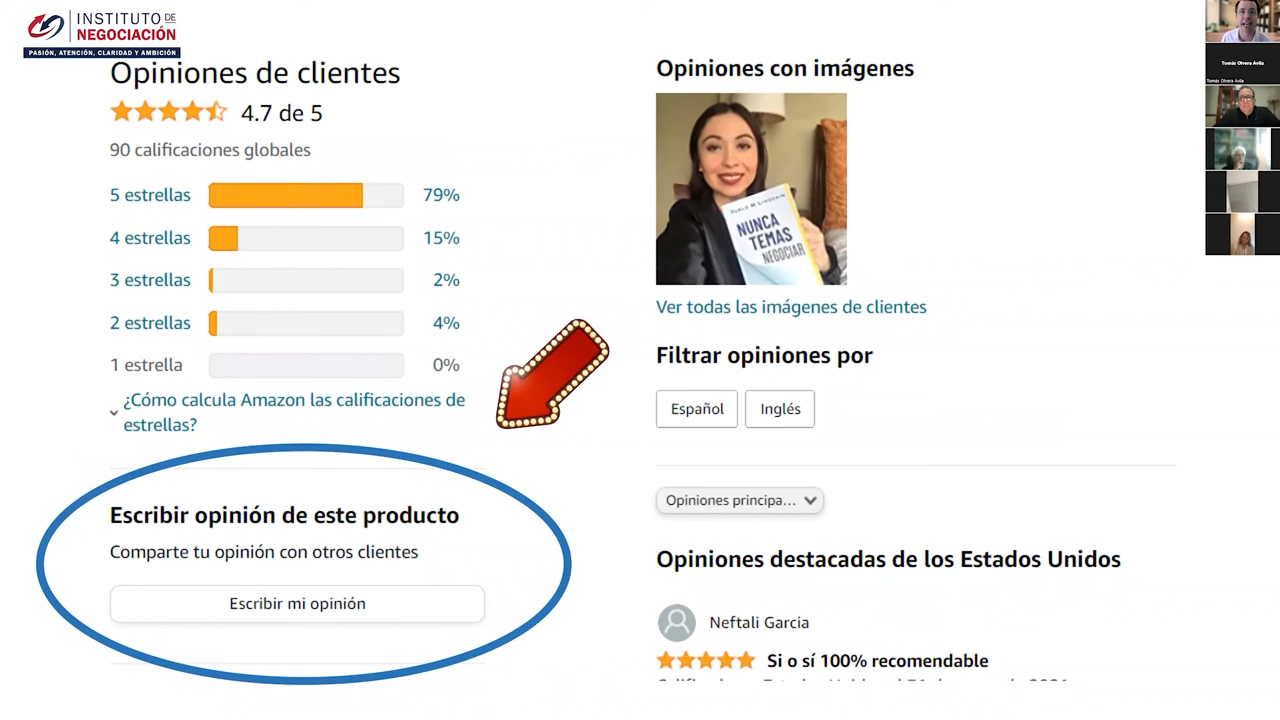 INSTITUTO DE
NEGOCIACIÓN
PASIÓN, ATENCIÓN, CLARIDAD Y AMBICIÓN
Opiniones de clientes
4.7 de 5
90 calificaciones globales
5 estrellas 79%
4 estrellas 15%
3 estrellas 2%
2 estrellas 4%
1 estrella 0%
¿Cómo calcula Amazon las calificaciones de
estrellas?
Escribir opinión de este producto
Comparte tu opinión con otros clientes
Escribir mi opinión
Opiniones con imágenes
PABLO M. LINZOAIN
NUNCA
TEMAS
NEGOCIAR
Ver todas las imágenes de clientes
Filtrar opiniones por
Español
Inglés
Opiniones principa...
Opiniones destacadas de los Estados Unidos
Neftali Garcia
Si o sí 100% recomendable
Tomás Olvera Ávila
Tomás Olvera Ávila